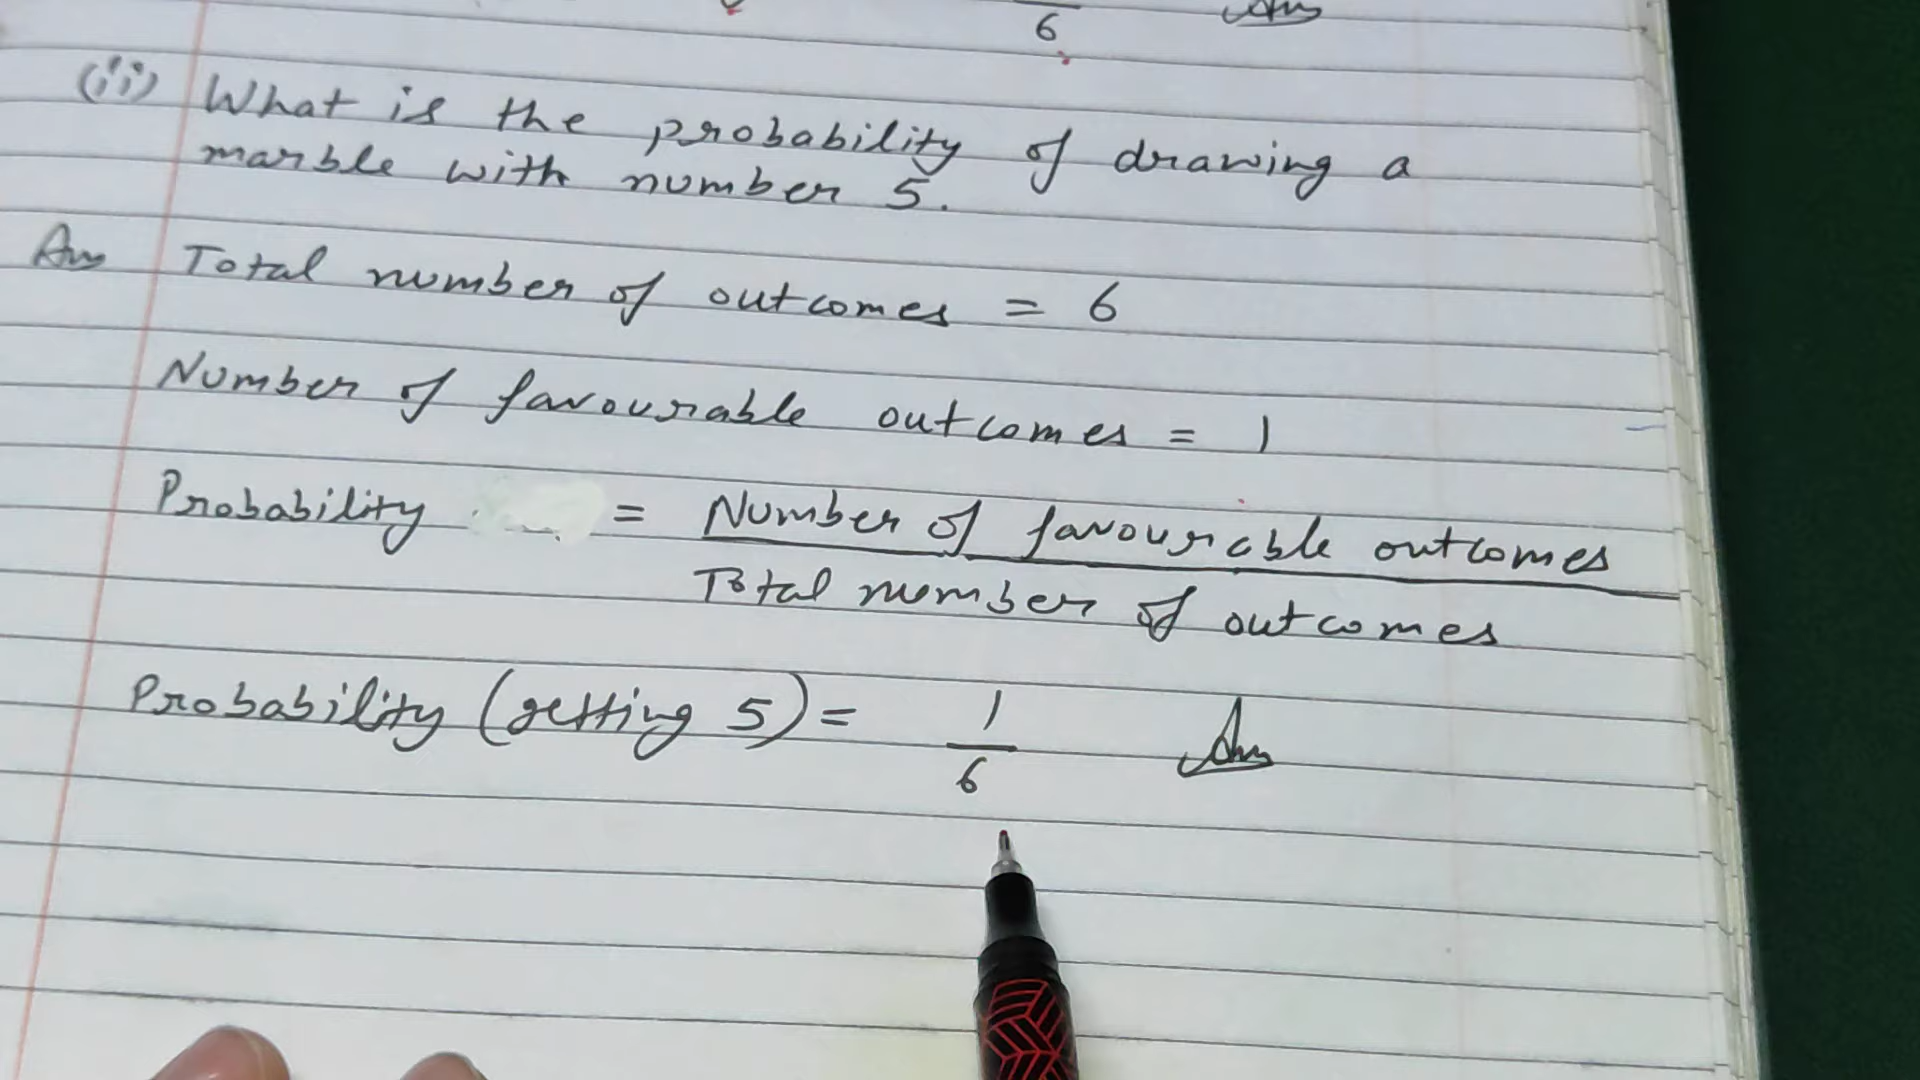 6 Ans
(ii) What is the probability of drawing a
marble with number 5.
Ans Total number of outcomes = 6
Number of favourable outcomes = 1
Probability = Number of favourable outcomes
Total number of outcomes
Probability (getting 5) = 1/6 Ans